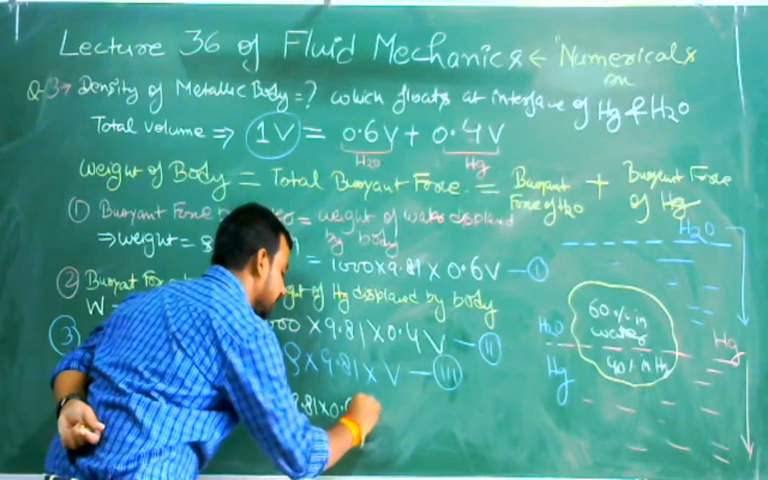 Lecture 36 of Fluid Mechanics ← "Numericals
on
Q-3→ Density of Metallic Body = ? which floats at interface of Hg & H2O
Total volume ⇒ 1V = 0.6V + 0.4V
H2O Hg
Weight of Body = Total Buoyant Force = Buoyant Force of H2O + Buoyant Force of Hg
① Buoyant Force = weight of water displaced by body
⇒ weight = = 1000 × 9.81 × 0.6V — ①
② Buoyant of Hg displaced by body
W 000 × 9.81 × 0.4V — ⑪
③ ρ × 9.81 × V — ⑪⑪
9.81×0.6
H2O
60% in water
40% in Hg
H2O
Hg
Hg